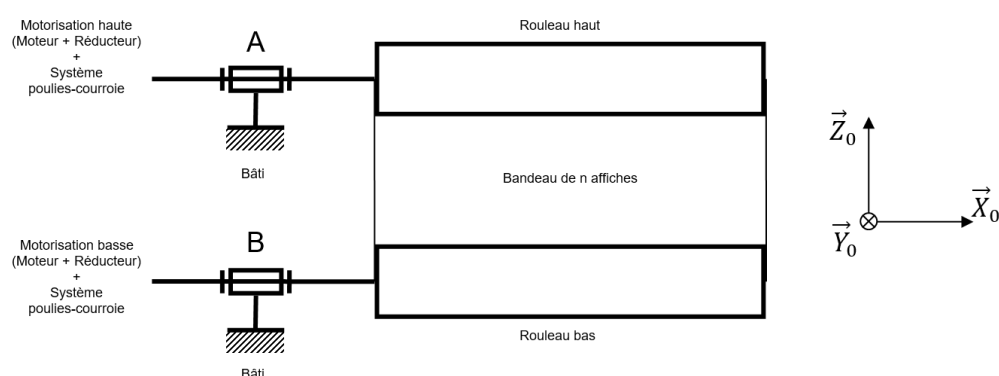 Motorisation haute
(Moteur + Réducteur)
+
Système
poulies-courroie
A
Bâti
Rouleau haut
Bandeau de n affiches
Motorisation basse
(Moteur + Réducteur)
+
Système
poulies-courroie
B
Bâti
Rouleau bas
Z₀
X₀
Y₀